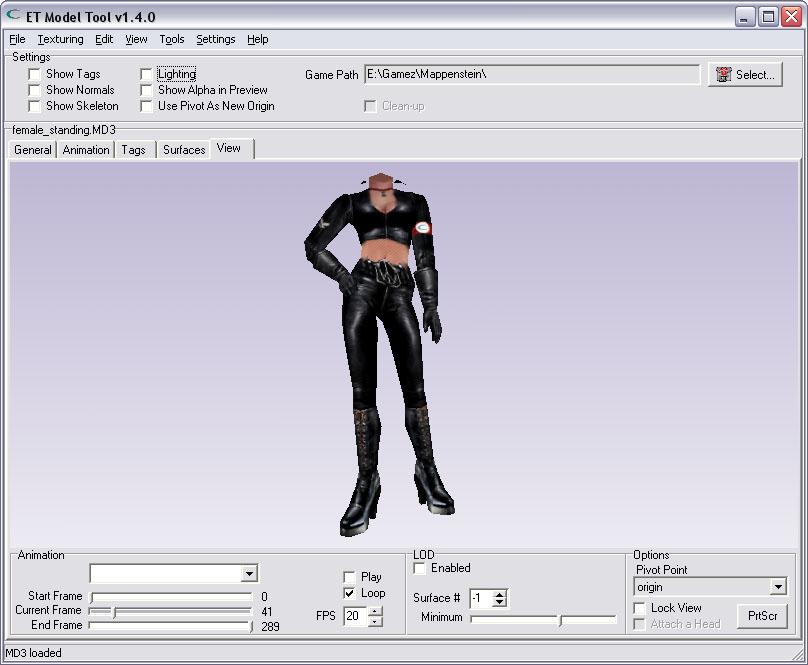 ET Model Tool v1.4.0
File Texturing Edit View Tools Settings Help
Settings
Show Tags Lighting Game Path E:\Gamez\Mappenstein\ Select...
Show Normals Show Alpha in Preview
Show Skeleton Use Pivot As New Origin Clean-up
female_standing.MD3
General Animation Tags Surfaces View
Animation LOD Options
Enabled Pivot Point
Play origin
Start Frame 0 Loop Surface # -1 Lock View
Current Frame 41 FPS 20 Minimum PrtScr
End Frame 289 Attach a Head
MD3 loaded